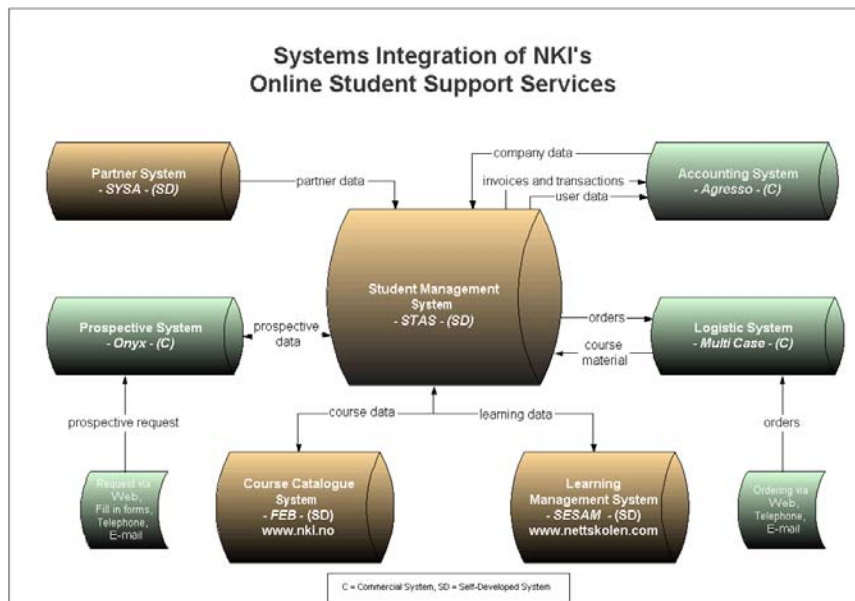 Systems Integration of NKI's
Online Student Support Services
Partner System
- SYSA - (SD)
partner data
company data
invoices and transactions
user data
Accounting System
- Agresso - (C)
Student Management
System
- STAS - (SD)
Prospective System
- Onyx - (C)
prospective
data
orders
course
material
Logistic System
- Multi Case - (C)
prospective request
course data
learning data
orders
Request via
Web,
Fill in forms,
Telephone,
E-mail
Course Catalogue
System
- FEB - (SD)
www.nki.no
Learning
Management System
- SESAM - (SD)
www.nettskolen.com
Ordering via
Web,
Telephone,
E-mail
C = Commercial System, SD = Self-Developed System